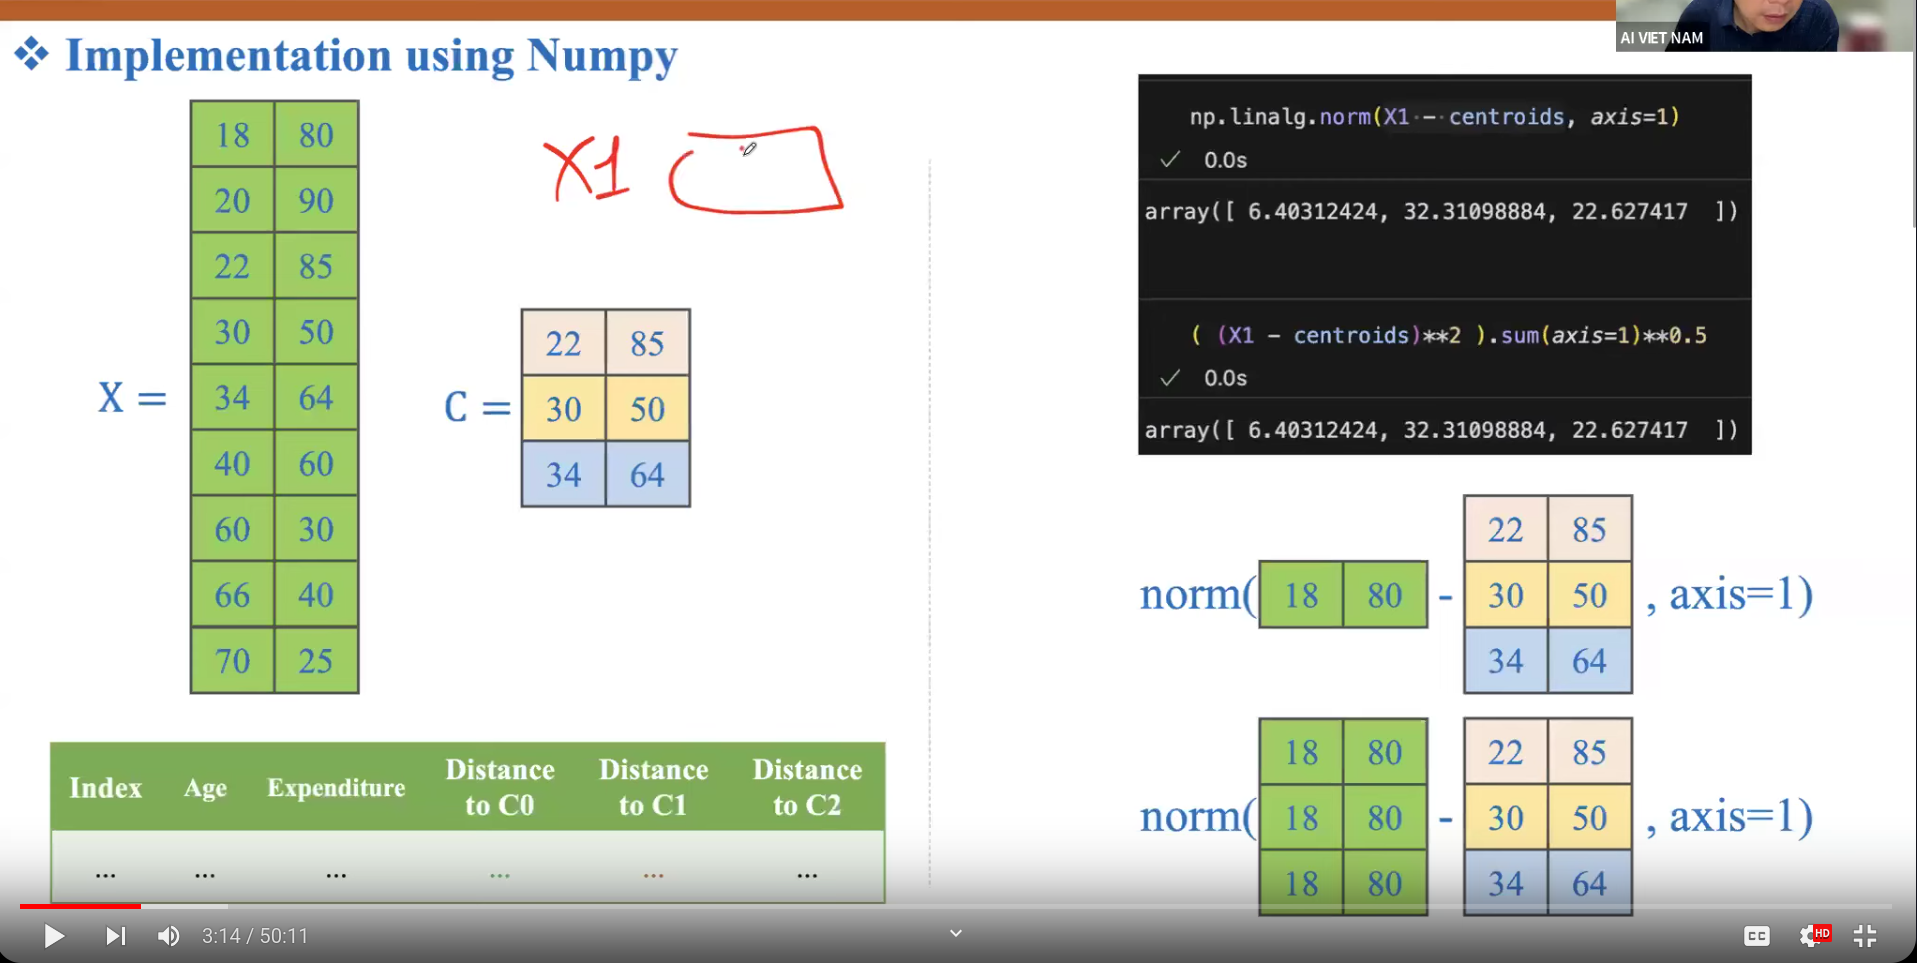 AI VIET NAM
❖ Implementation using Numpy
X =
18 80
20 90
22 85
30 50
34 64
40 60
60 30
66 40
70 25
X1
C =
22 85
30 50
34 64
np.linalg.norm(X1 - centroids, axis=1)
✓ 0.0s
array([ 6.40312424, 32.31098884, 22.627417  ])
( (X1 - centroids)**2 ).sum(axis=1)**0.5
✓ 0.0s
array([ 6.40312424, 32.31098884, 22.627417  ])
22 85
norm( 18 80 - 30 50 , axis=1)
34 64
18 80 22 85
norm( 18 80 - 30 50 , axis=1)
18 80 34 64
Index Age Expenditure Distance to C0 Distance to C1 Distance to C2
... ... ... ... ... ...
3:14 / 50:11
CC
HD